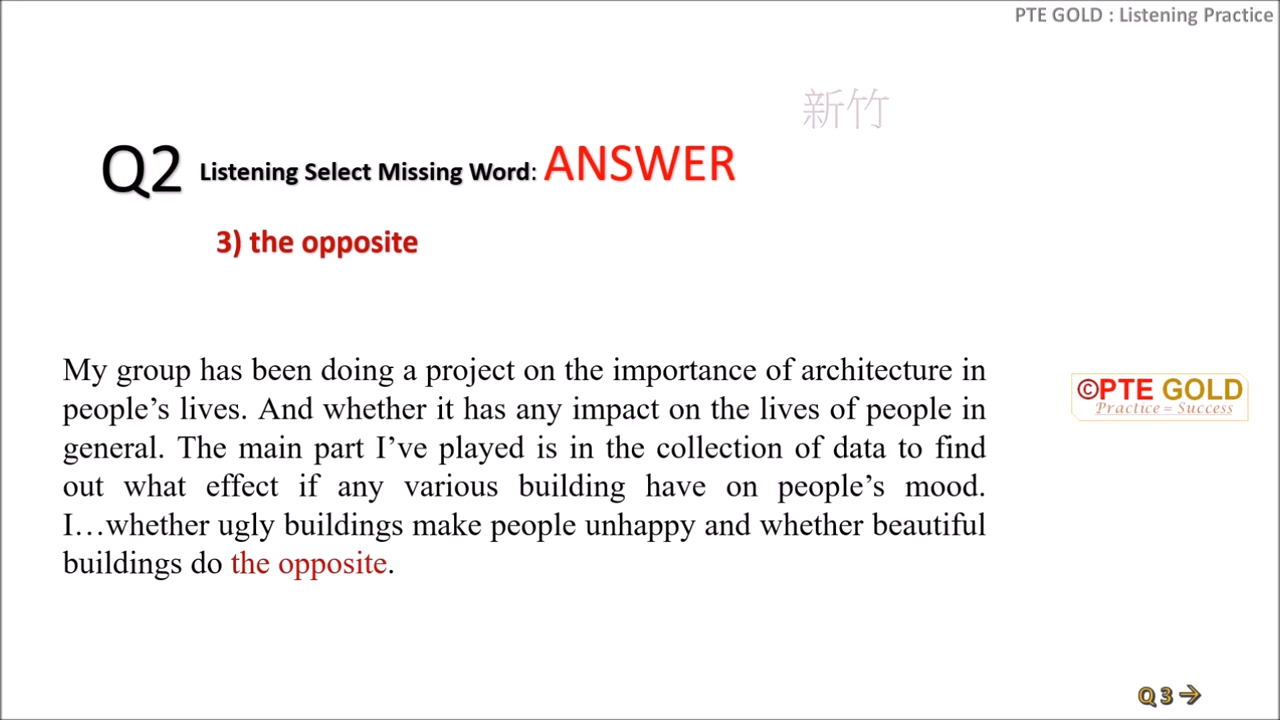 PTE GOLD : Listening Practice
新竹
Q2 Listening Select Missing Word: ANSWER
3) the opposite
My group has been doing a project on the importance of architecture in
people’s lives. And whether it has any impact on the lives of people in
general. The main part I’ve played is in the collection of data to find
out what effect if any various building have on people’s mood.
I…whether ugly buildings make people unhappy and whether beautiful
buildings do the opposite.
©PTE GOLD
Practice = Success
Q 3 →